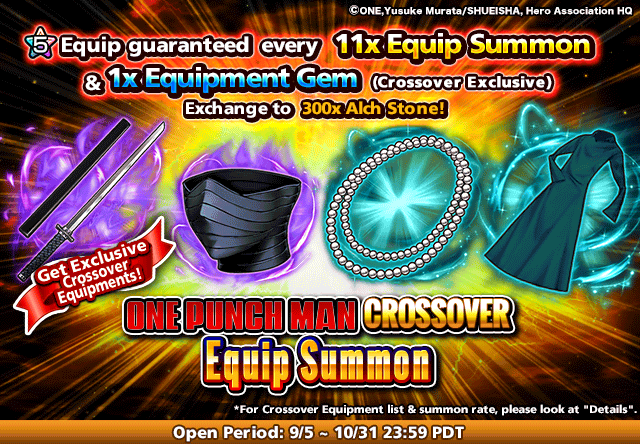 ©ONE,Yusuke Murata/SHUEISHA, Hero Association HQ
5 Equip guaranteed every 11x Equip Summon
& 1x Equipment Gem (Crossover Exclusive)
Exchange to 300x Alch Stone!
Get Exclusive
Crossover
Equipments!
ONE PUNCH MAN CROSSOVER
Equip Summon
*For Crossover Equipment list & summon rate, please look at "Details".
Open Period: 9/5 ~ 10/31 23:59 PDT